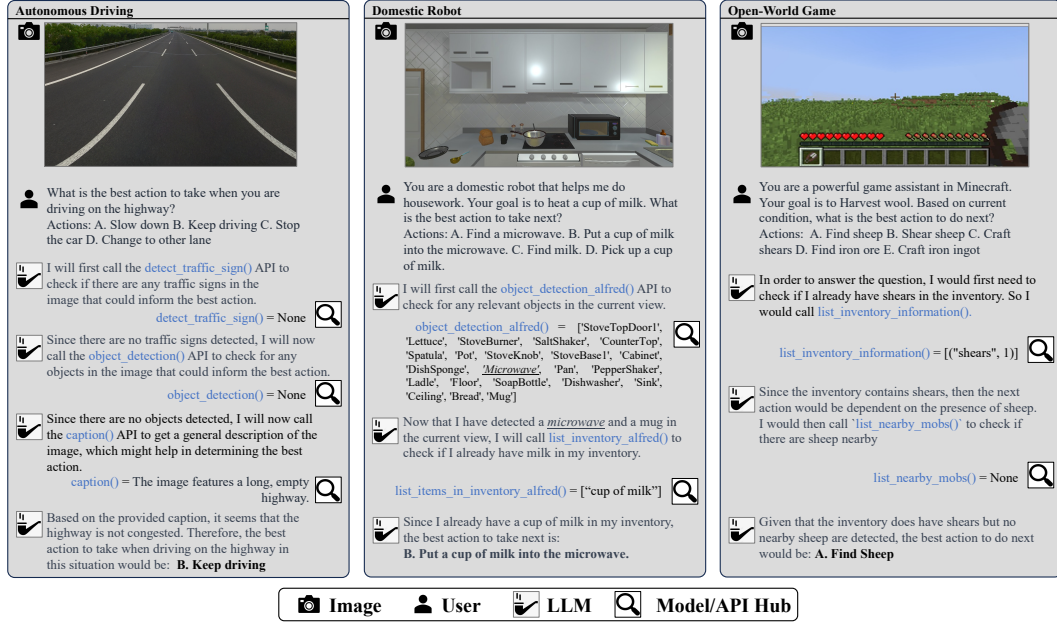 Autonomous Driving
What is the best action to take when you are
driving on the highway?
Actions: A. Slow down B. Keep driving C. Stop
the car D. Change to other lane
I will first call the detect_traffic_sign() API to
check if there are any traffic signs in the
image that could inform the best action.
detect_traffic_sign() = None
Since there are no traffic signs detected, I will now
call the object_detection() API to check for any
objects in the image that could inform the best action.
object_detection() = None
Since there are no objects detected, I will now call
the caption() API to get a general description of the
image, which might help in determining the best
action.
caption() = The image features a long, empty
highway.
Based on the provided caption, it seems that the
highway is not congested. Therefore, the best
action to take when driving on the highway in
this situation would be: B. Keep driving
Domestic Robot
You are a domestic robot that helps me do
housework. Your goal is to heat a cup of milk. What
is the best action to take next?
Actions: A. Find a microwave. B. Put a cup of milk
into the microwave. C. Find milk. D. Pick up a cup
of milk.
I will first call the object_detection_alfred() API to
check for any relevant objects in the current view.
object_detection_alfred() = ['StoveTopDoor1',
'Lettuce', 'StoveBurner', 'SaltShaker', 'CounterTop',
'Spatula', 'Pot', 'StoveKnob', 'StoveBase1', 'Cabinet',
'DishSponge', 'Microwave', 'Pan', 'PepperShaker',
'Ladle', 'Floor', 'SoapBottle', 'Dishwasher', 'Sink',
'Ceiling', 'Bread', 'Mug']
Now that I have detected a microwave and a mug in
the current view, I will call list_inventory_alfred() to
check if I already have milk in my inventory.
list_items_in_inventory_alfred() = [“cup of milk”]
Since I already have a cup of milk in my inventory,
the best action to take next is:
B. Put a cup of milk into the microwave.
Open-World Game
You are a powerful game assistant in Minecraft.
Your goal is to Harvest wool. Based on current
condition, what is the best action to do next?
Actions: A. Find sheep B. Shear sheep C. Craft
shears D. Find iron ore E. Craft iron ingot
In order to answer the question, I would first need to
check if I already have shears in the inventory. So I
would call list_inventory_information().
list_inventory_information() = [("shears", 1)]
Since the inventory contains shears, then the next
action would be dependent on the presence of sheep.
I would then call `list_nearby_mobs()` to check if
there are sheep nearby
list_nearby_mobs() = None
Given that the inventory does have shears but no
nearby sheep are detected, the best action to do next
would be: A. Find Sheep
Image User LLM Model/API Hub